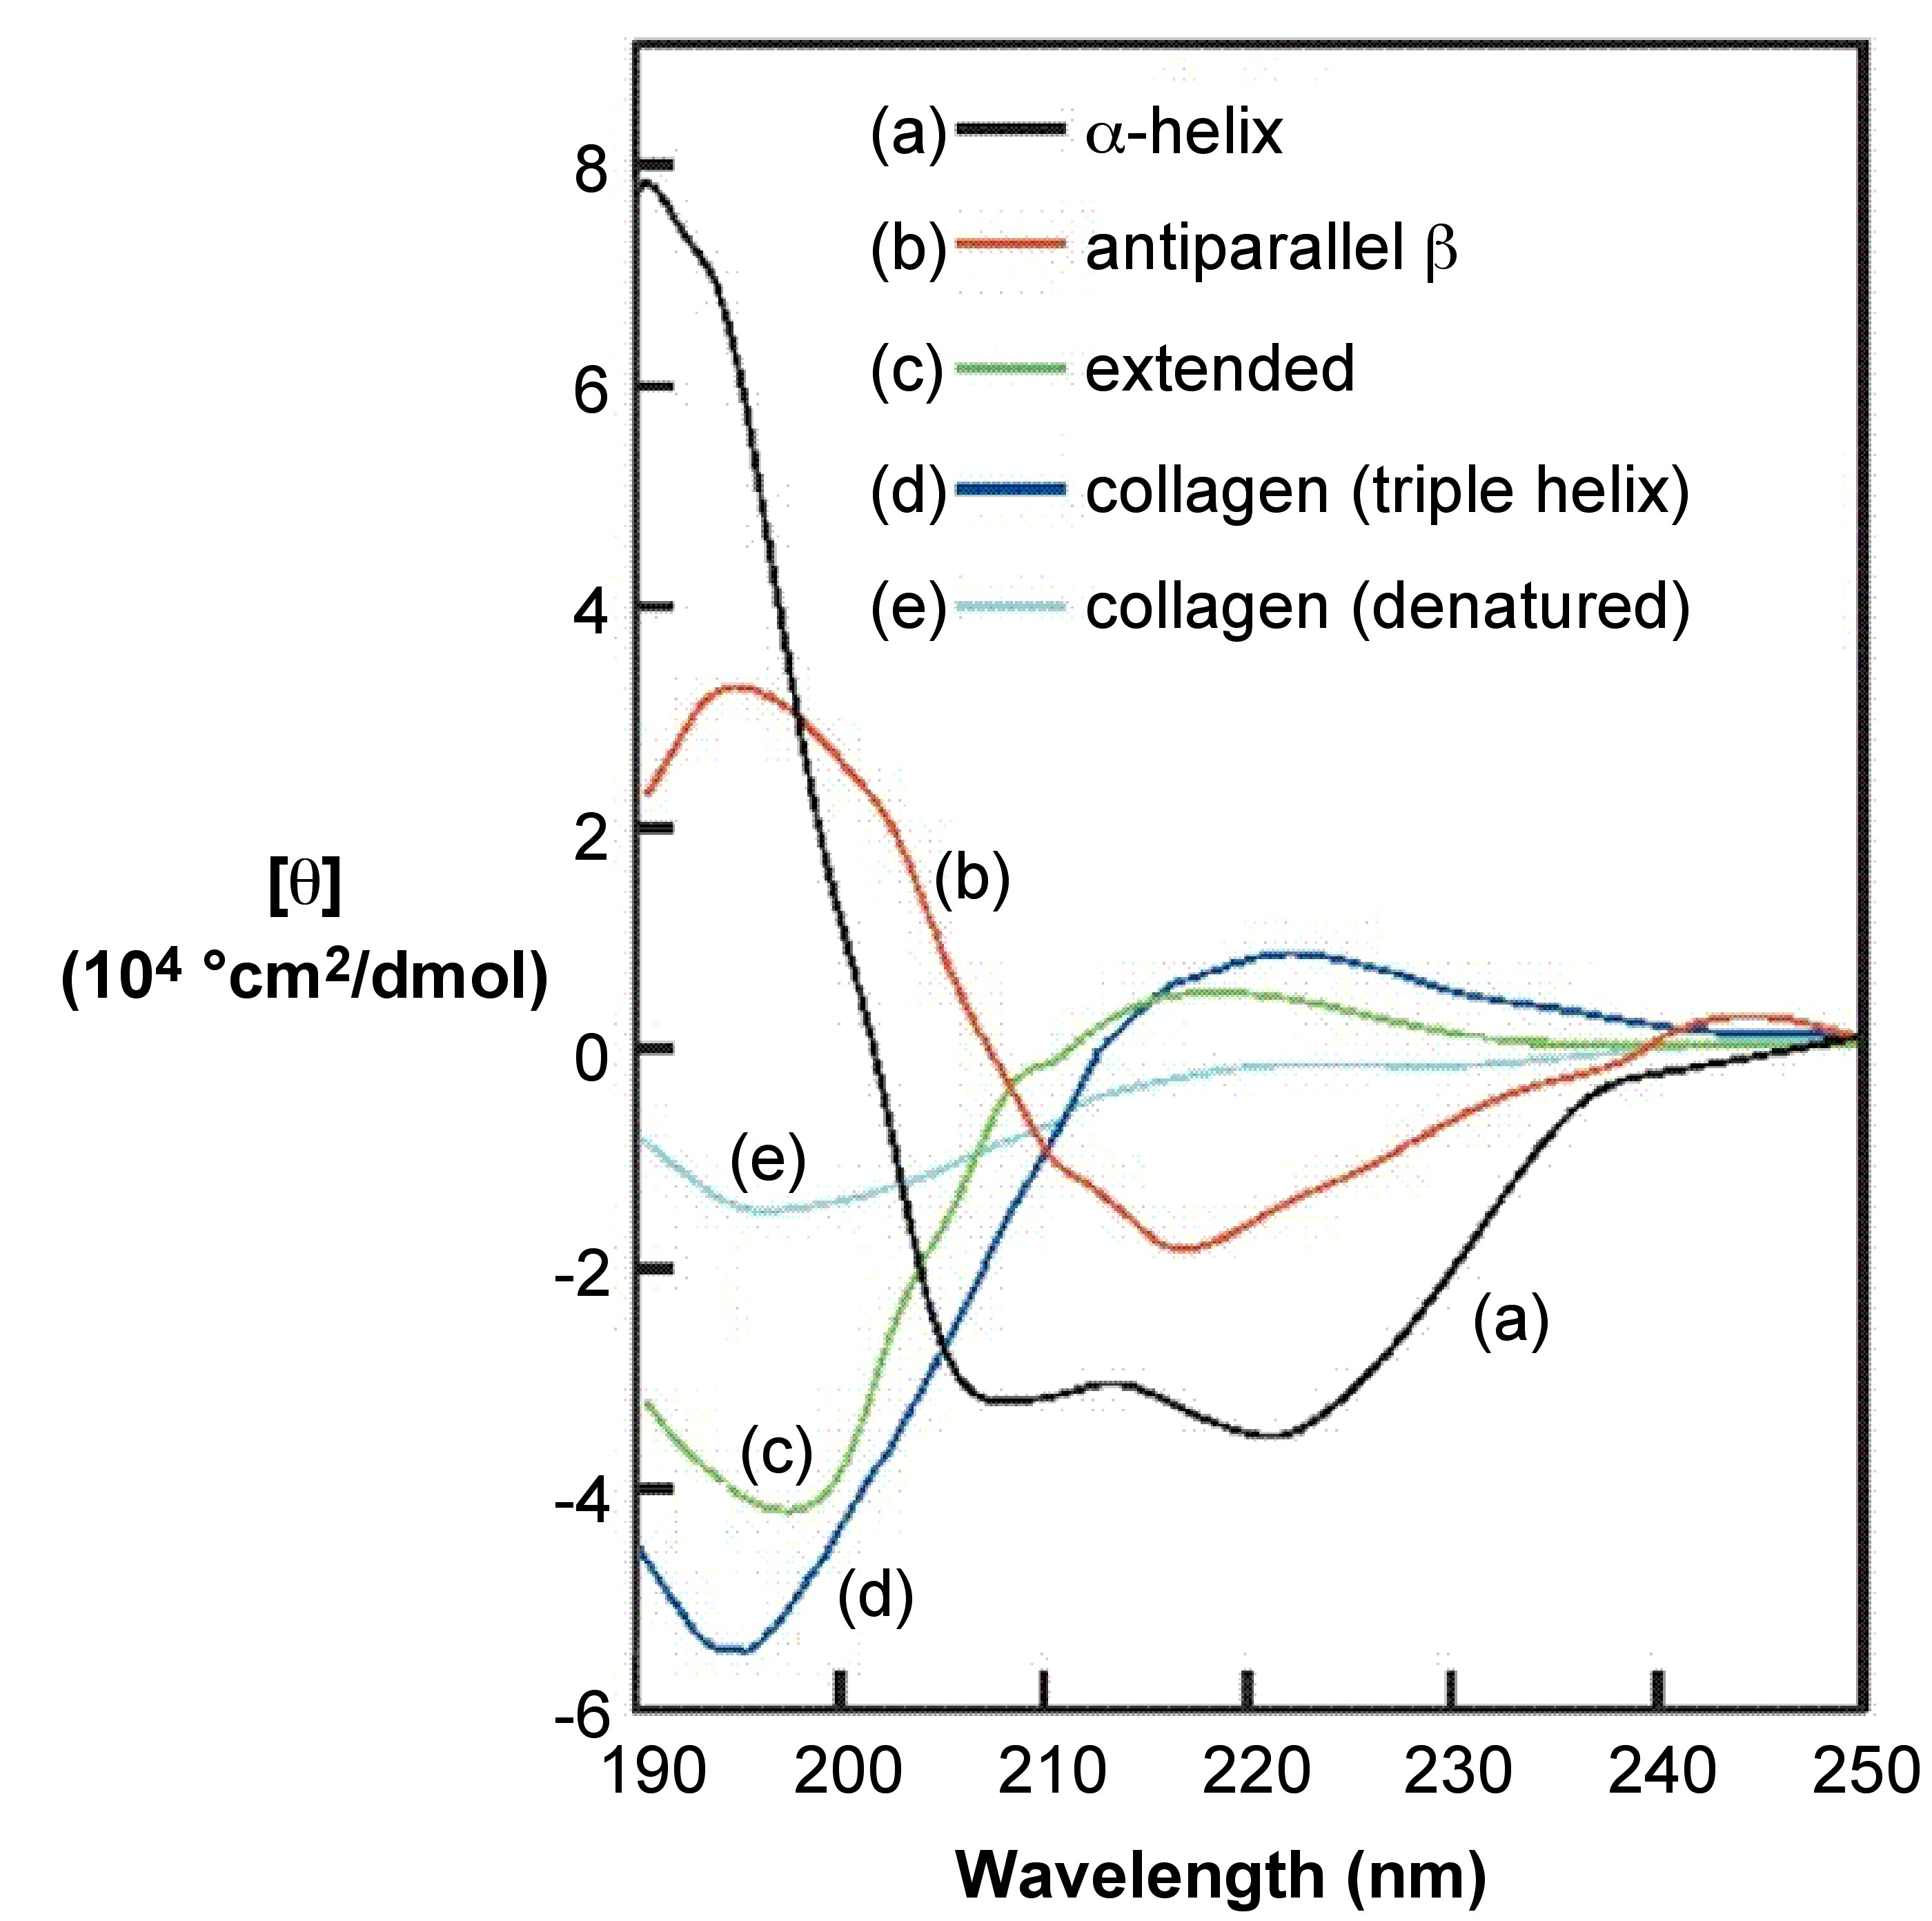 (a) α-helix
(b) antiparallel β
(c) extended
(d) collagen (triple helix)
(e) collagen (denatured)
8
6
4
2
0
-2
-4
-6
[θ]
(10⁴ °cm²/dmol)
(b)
(e)
(a)
(c)
(d)
190 200 210 220 230 240 250
Wavelength (nm)